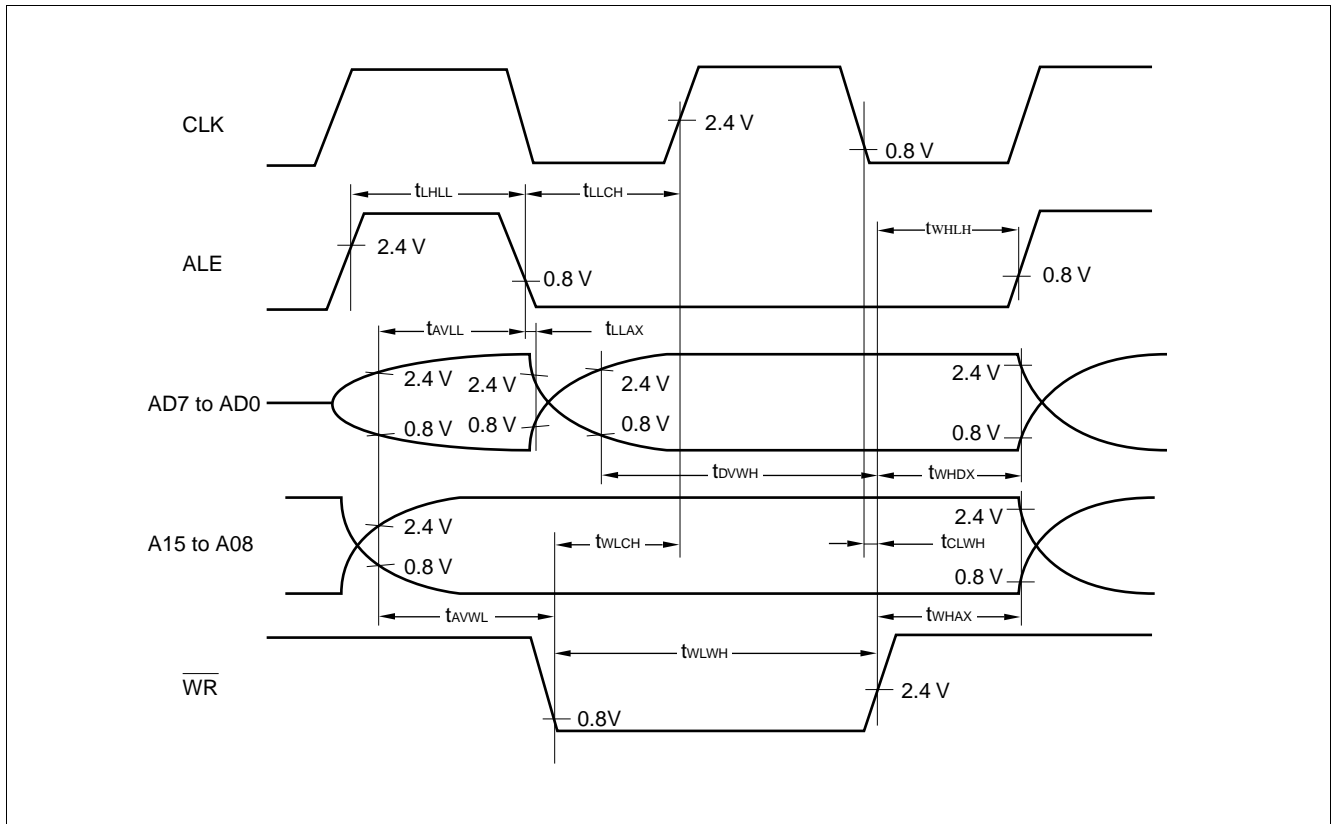 CLK
2.4 V
0.8 V
tLHLL
tLLCH
tWHLH
ALE
2.4 V
0.8 V
0.8 V
tAVLL
tLLAX
AD7 to AD0
2.4 V
2.4 V
2.4 V
2.4 V
0.8 V
0.8 V
0.8 V
0.8 V
tDVWH
tWHDX
A15 to A08
2.4 V
2.4 V
tWLCH
tCLWH
0.8 V
0.8 V
tAVWL
tWHAX
tWLWH
WR
2.4 V
0.8V